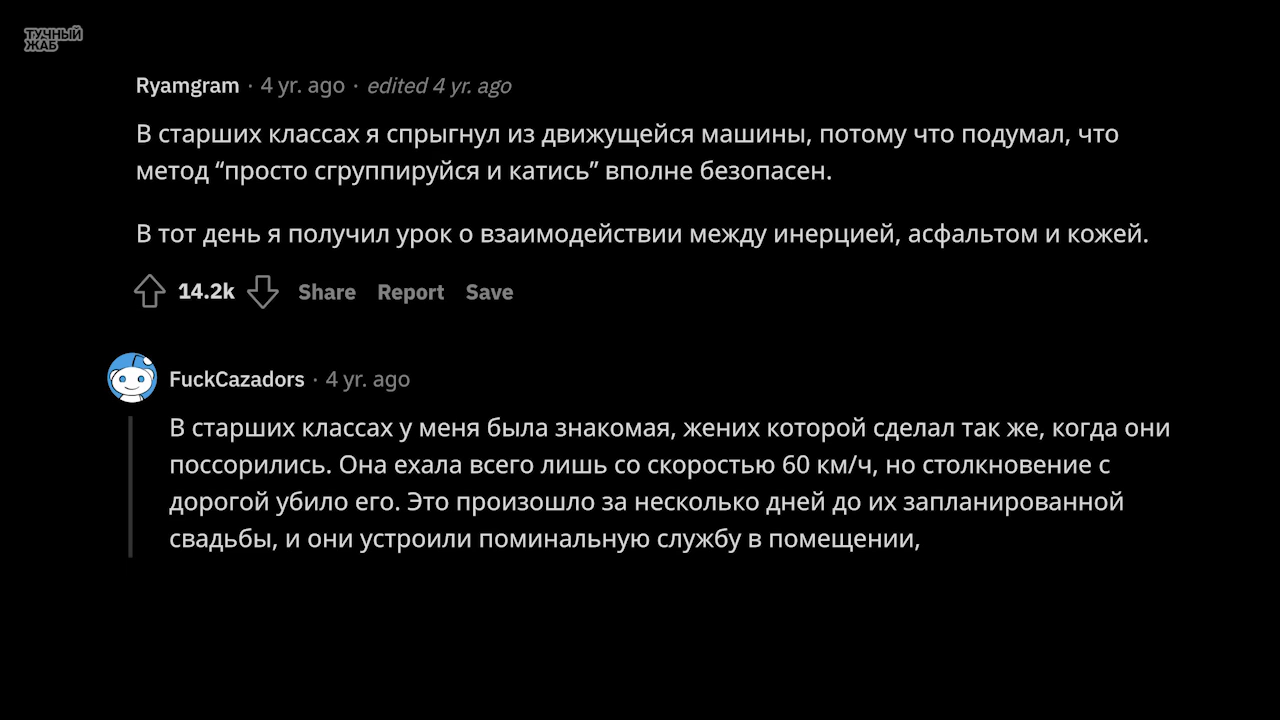 ТУЧНЫЙ
ЖАБ
Ryamgram · 4 yr. ago · edited 4 yr. ago
В старших классах я спрыгнул из движущейся машины, потому что подумал, что
метод “просто сгруппируйся и катись” вполне безопасен.
В тот день я получил урок о взаимодействии между инерцией, асфальтом и кожей.
14.2k Share Report Save
FuckCazadors · 4 yr. ago
В старших классах у меня была знакомая, жених которой сделал так же, когда они
поссорились. Она ехала всего лишь со скоростью 60 км/ч, но столкновение с
дорогой убило его. Это произошло за несколько дней до их запланированной
свадьбы, и они устроили поминальную службу в помещении,